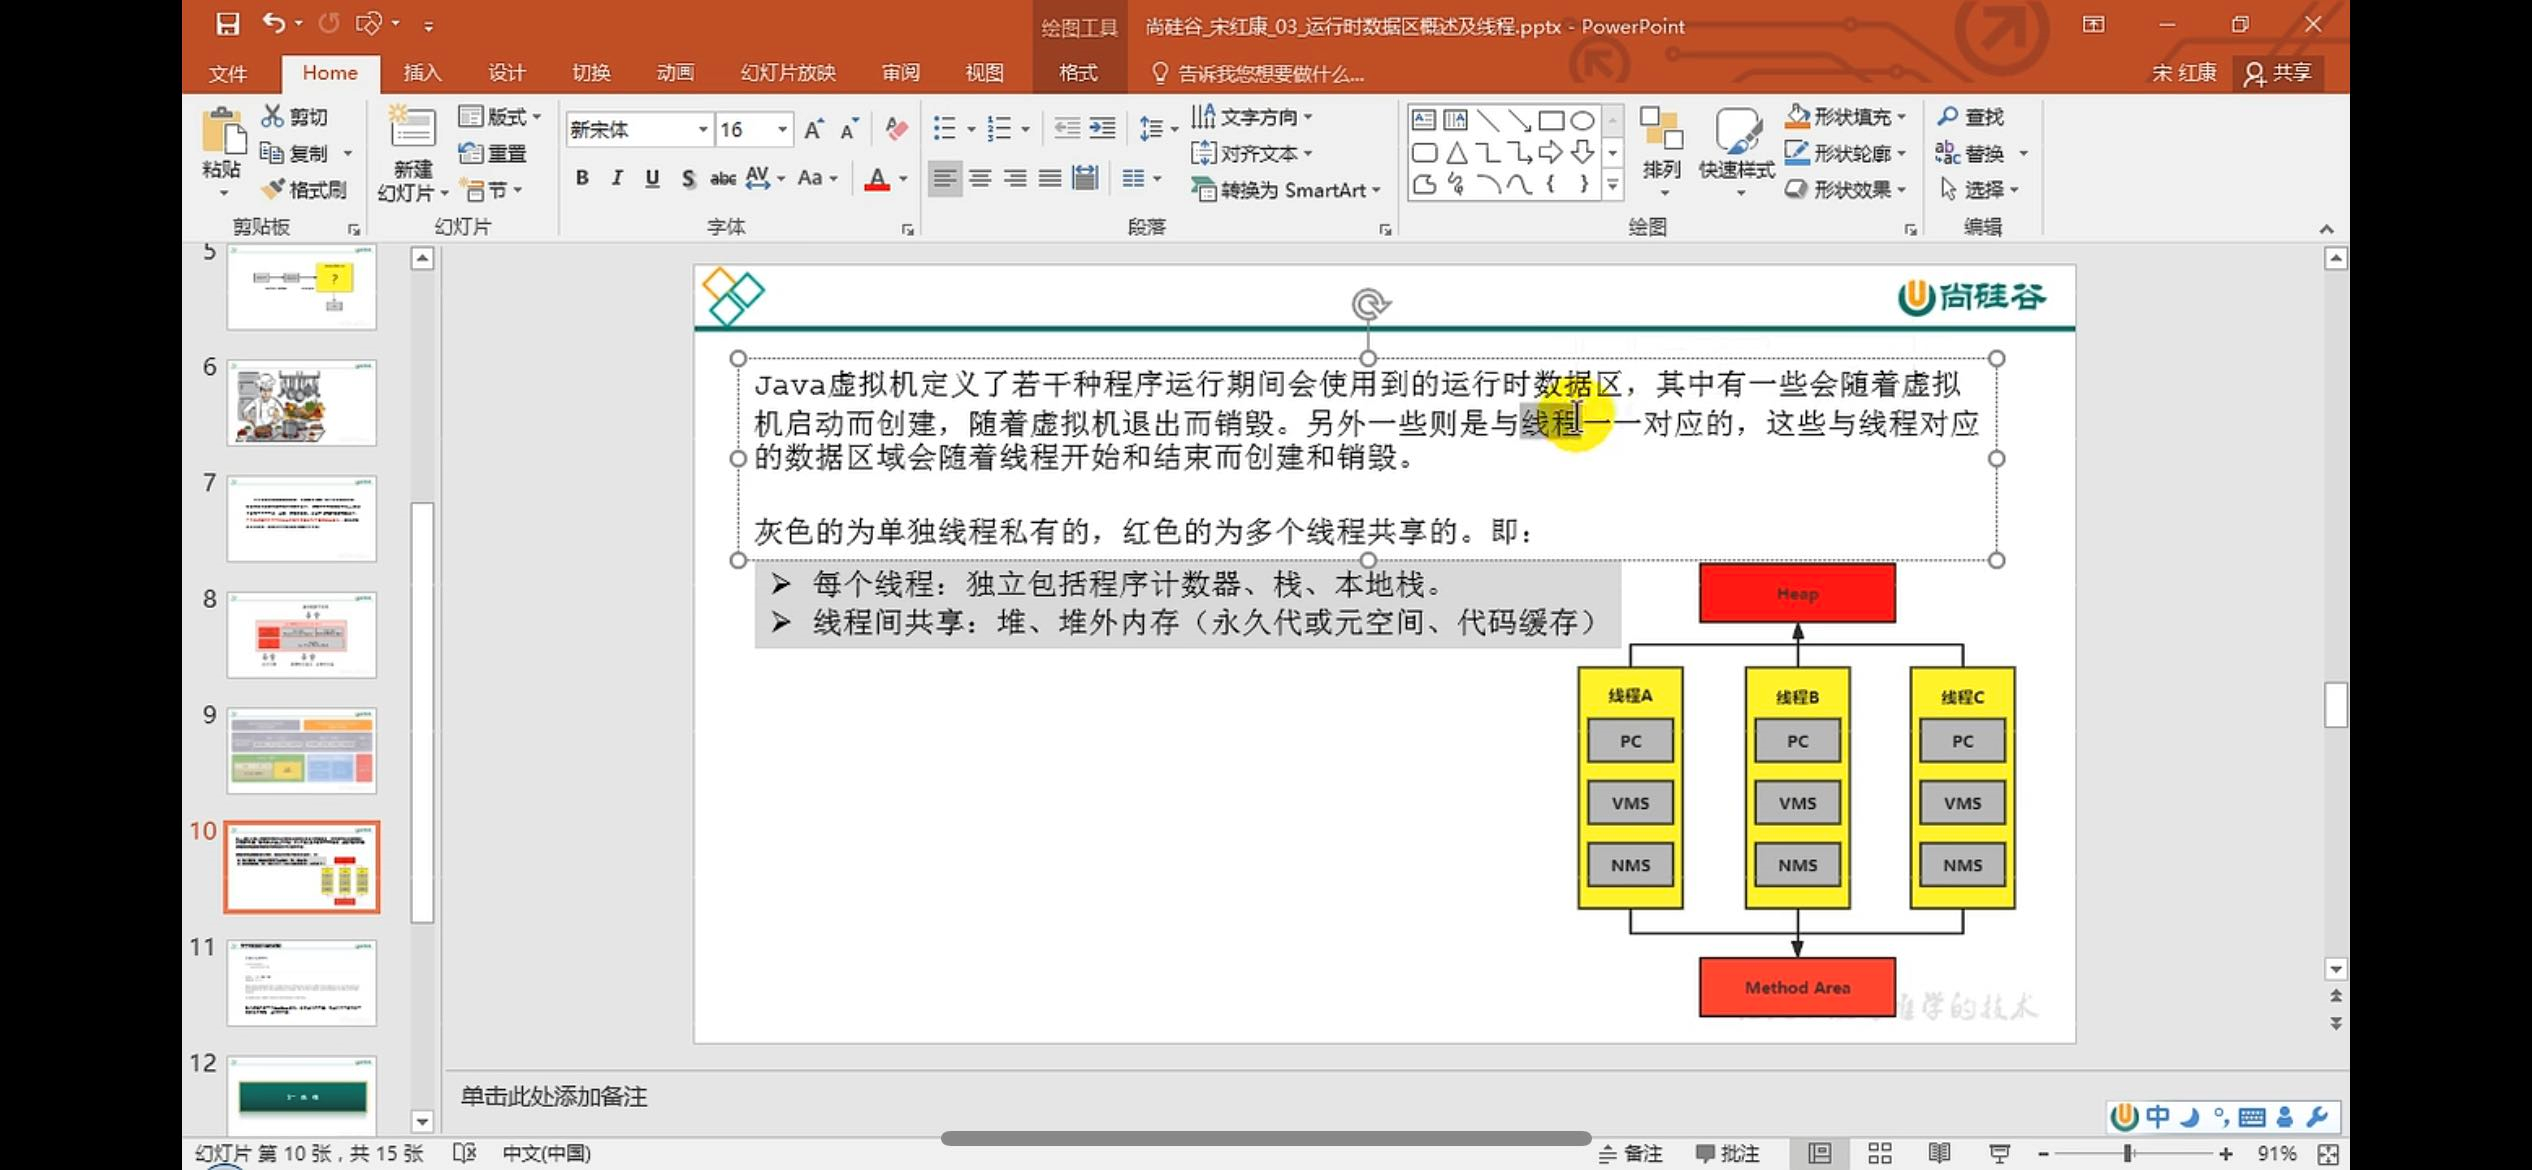 绘图工具
尚硅谷_宋红康_03_运行时数据区概述及线程.pptx - PowerPoint
文件 Home 插入 设计 切换 动画 幻灯片放映 审阅 视图 格式 告诉我您想要做什么... 宋 红康 共享
粘贴
剪切
复制
格式刷
剪贴板
新建
幻灯片
版式
重置
节
幻灯片
新宋体 16
B I U S abc AV Aa A
字体
文字方向
对齐文本
转换为 SmartArt
段落
排列
快速样式
形状填充
形状轮廓
形状效果
绘图
查找
替换
选择
编辑
5
6
7
8
9
10
11
12
尚硅谷
Java虚拟机定义了若干种程序运行期间会使用到的运行时数据区，其中有一些会随着虚拟
机启动而创建，随着虚拟机退出而销毁。另外一些则是与线程一一对应的，这些与线程对应
的数据区域会随着线程开始和结束而创建和销毁。
灰色的为单独线程私有的，红色的为多个线程共享的。即：
➢ 每个线程：独立包括程序计数器、栈、本地栈。
➢ 线程间共享：堆、堆外内存（永久代或元空间、代码缓存）
Heap
线程A 线程B 线程C
PC PC PC
VMS VMS VMS
NMS NMS NMS
Method Area
学的技术
单击此处添加备注
中
幻灯片 第 10 张，共 15 张 中文(中国) 备注 批注 91%